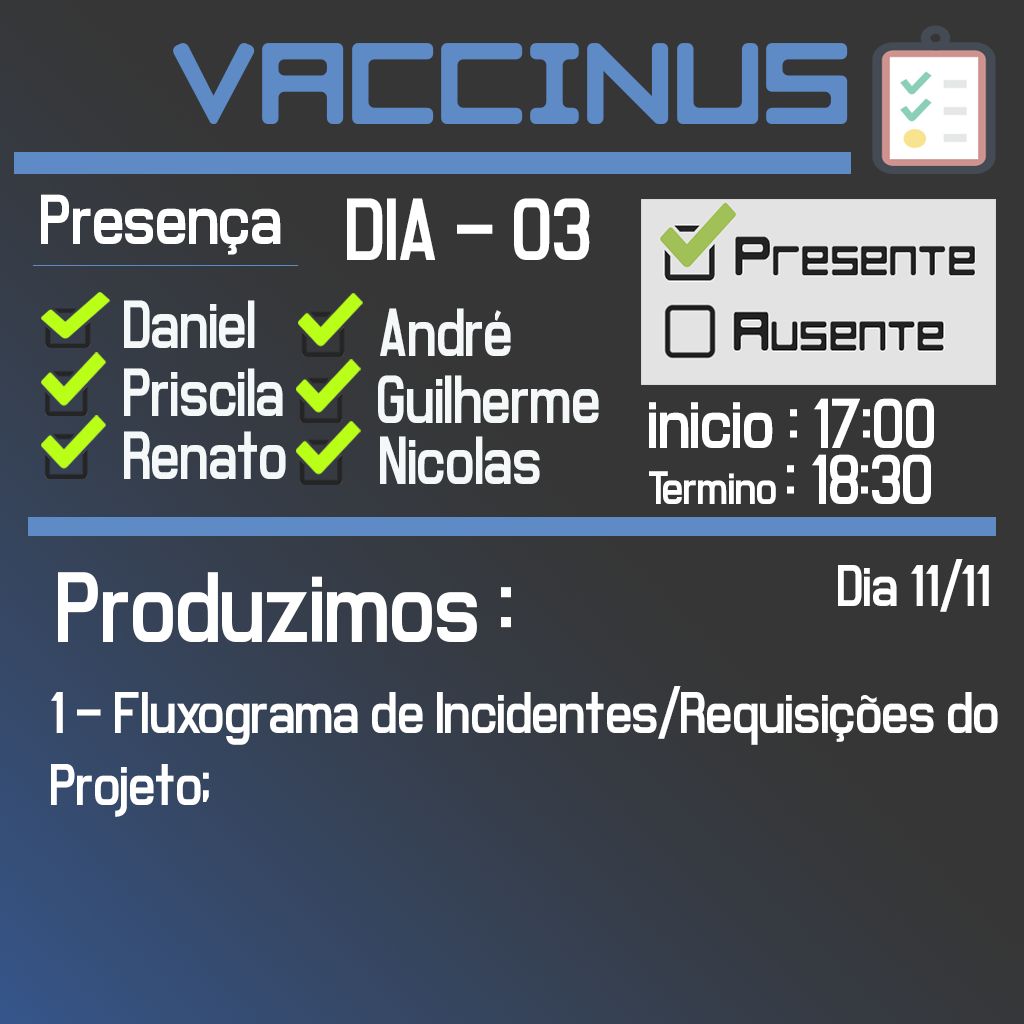 VACCINUS
Presença
DIA - 03
Presente
Ausente
Daniel
André
Priscila
Guilherme
Renato
Nicolas
inicio : 17:00
Termino : 18:30
Produzimos :
Dia 11/11
1 - Fluxograma de Incidentes/Requisições do
Projeto;